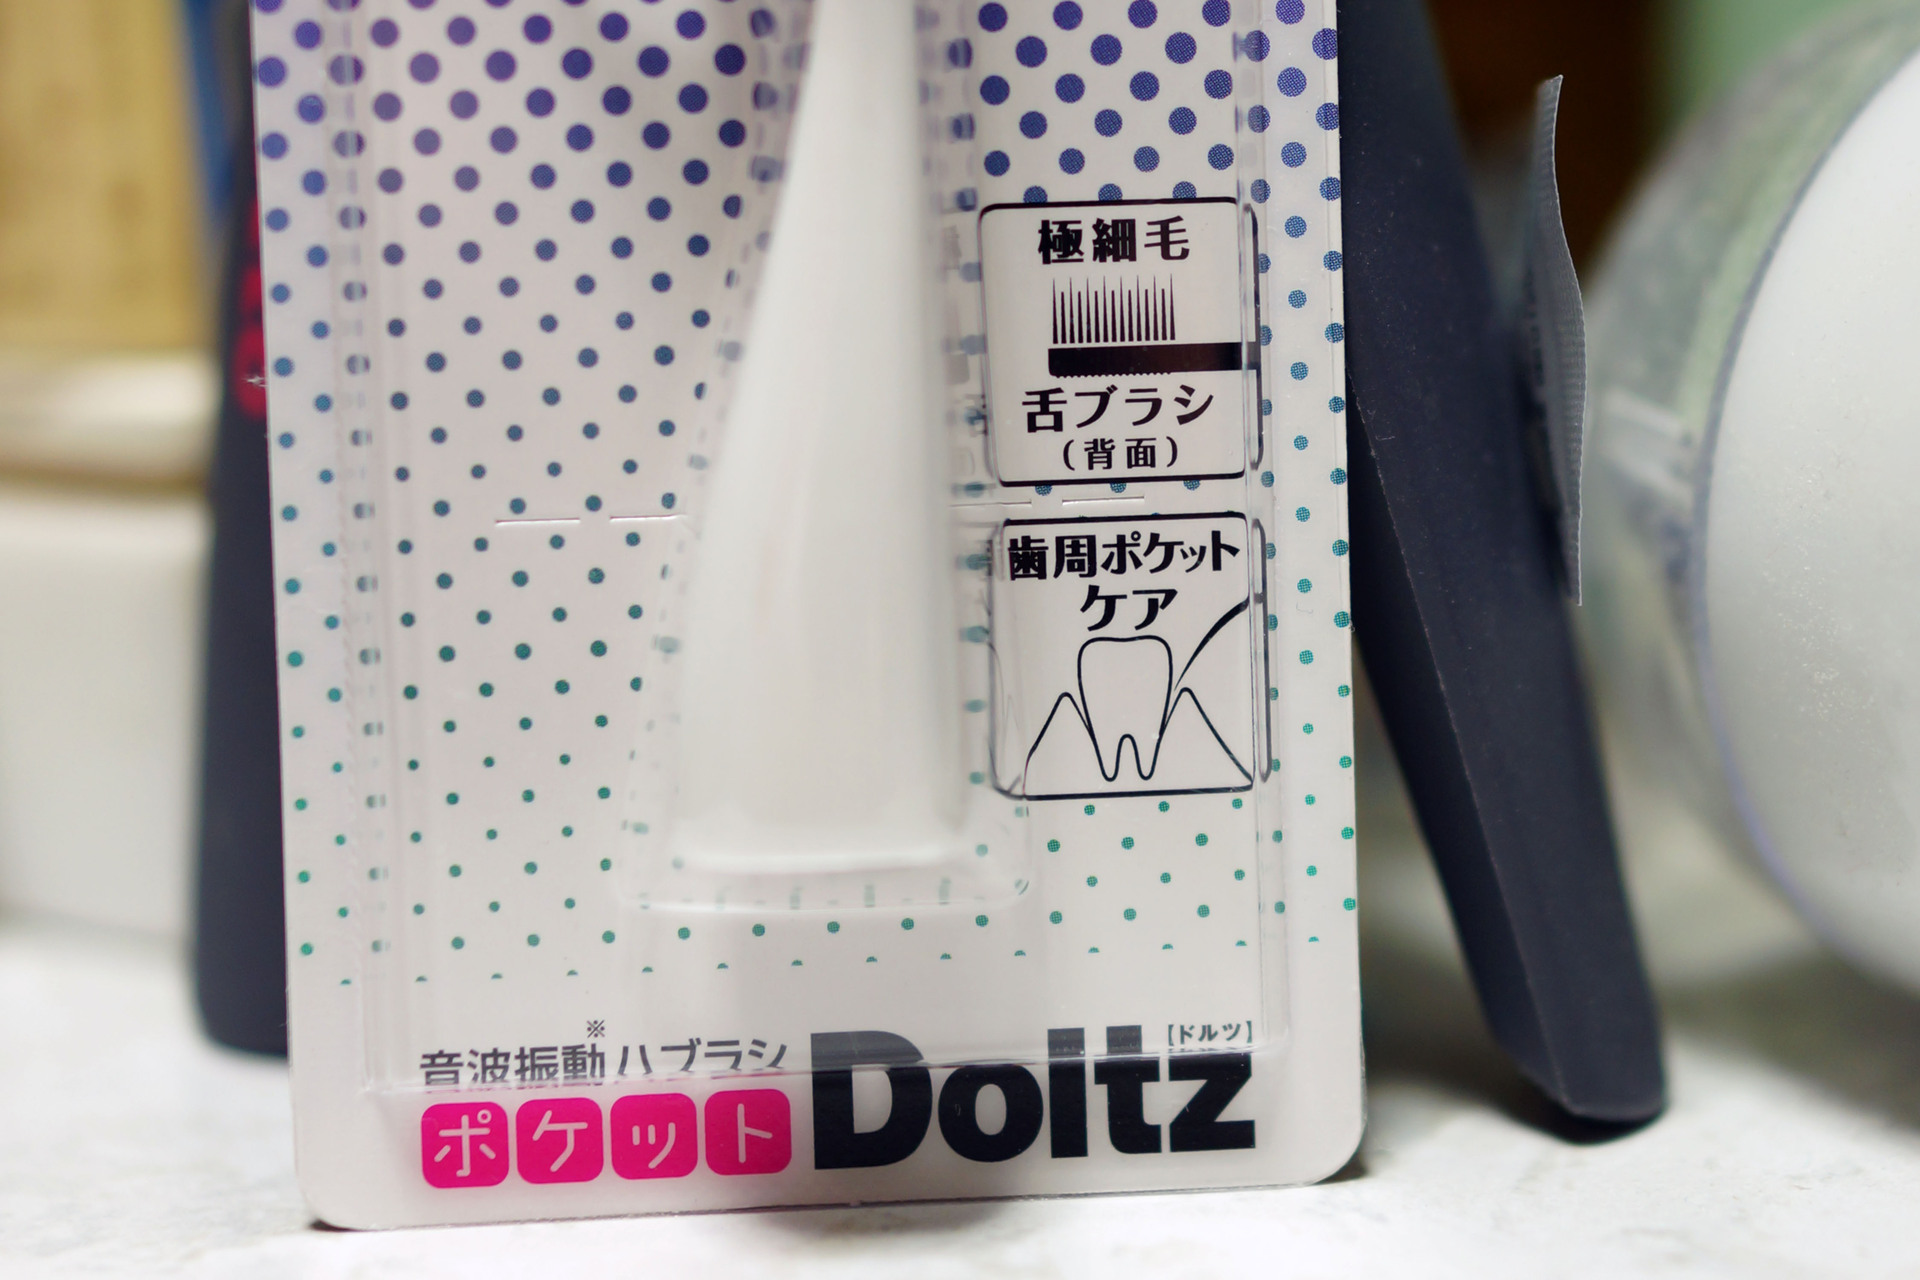 極細毛
舌ブラシ
(背面)
歯周ポケット
ケア
※
音波振動ハブラシ
ポケット
Doltz
【ドルツ】